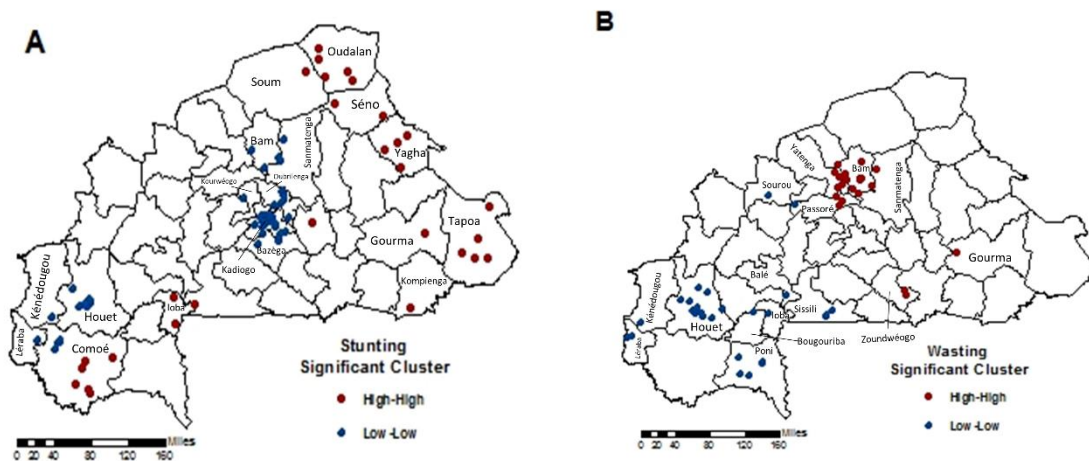 A
Oudalan
Soum
Séno
Bam
Sanmatenga
Yagha
Kourwéogo
Oubritenga
Tapoa
Gourma
Bazèga
Kadiogo
Kompienga
Kénédougou
Ioba
Houet
Léraba
Comoé
Stunting
Significant Cluster
High-High
Low -Low
0 20 40 80 120 160
Miles
B
Yatenga
Bam
Sourou
Sanmatenga
Passoré
Gourma
Balé
Kénédougou
Sissili
Ioba
Houet
Zoundwéogo
Léraba
Bougouriba
Poni
Wasting
Significant Cluster
High-High
Low -Low
0 20 40 80 120 160
Miles